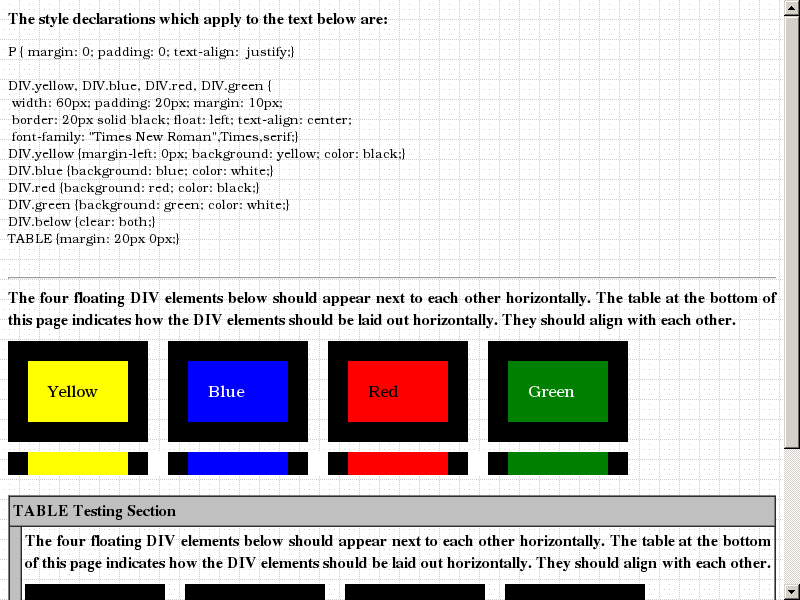 The style declarations which apply to the text below are:
P { margin: 0; padding: 0; text-align:  justify;}
DIV.yellow, DIV.blue, DIV.red, DIV.green {
width: 60px; padding: 20px; margin: 10px;
border: 20px solid black; float: left; text-align: center;
font-family: "Times New Roman",Times,serif;}
DIV.yellow {margin-left: 0px; background: yellow; color: black;}
DIV.blue {background: blue; color: white;}
DIV.red {background: red; color: black;}
DIV.green {background: green; color: white;}
DIV.below {clear: both;}
TABLE {margin: 20px 0px;}
The four floating DIV elements below should appear next to each other horizontally. The table at the bottom of
this page indicates how the DIV elements should be laid out horizontally. They should align with each other.
Yellow
Blue
Red
Green
TABLE Testing Section
The four floating DIV elements below should appear next to each other horizontally. The table at the bottom
of this page indicates how the DIV elements should be laid out horizontally. They should align with each other.